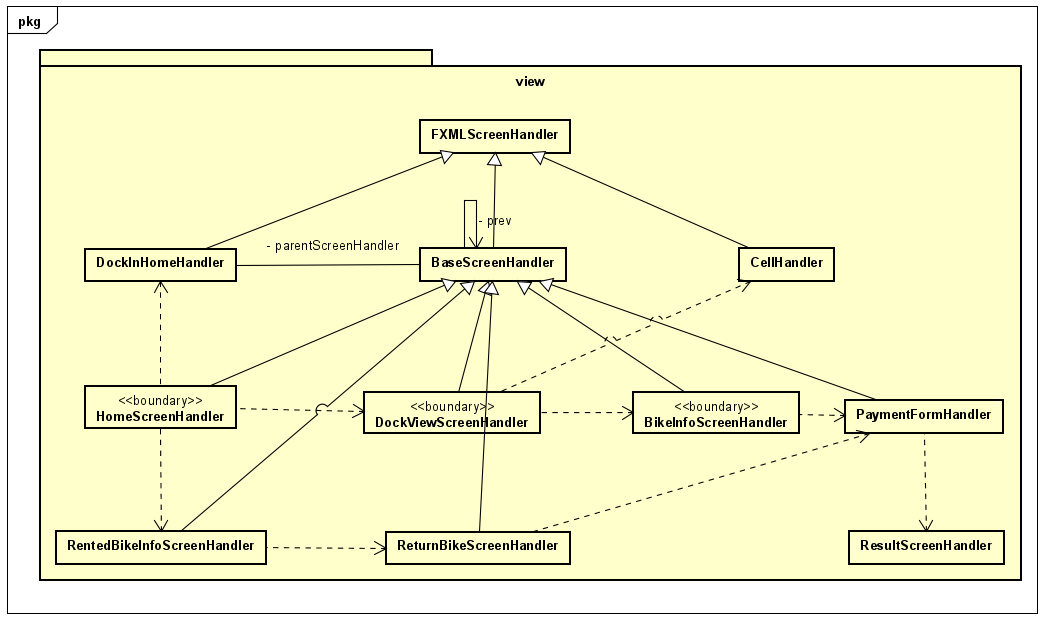 pkg
view
FXMLScreenHandler
- prev
- parentScreenHandler
DockInHomeHandler
BaseScreenHandler
CellHandler
<<boundary>>
HomeScreenHandler
<<boundary>>
DockViewScreenHandler
<<boundary>>
BikeInfoScreenHandler
PaymentFormHandler
RentedBikeInfoScreenHandler
ReturnBikeScreenHandler
ResultScreenHandler